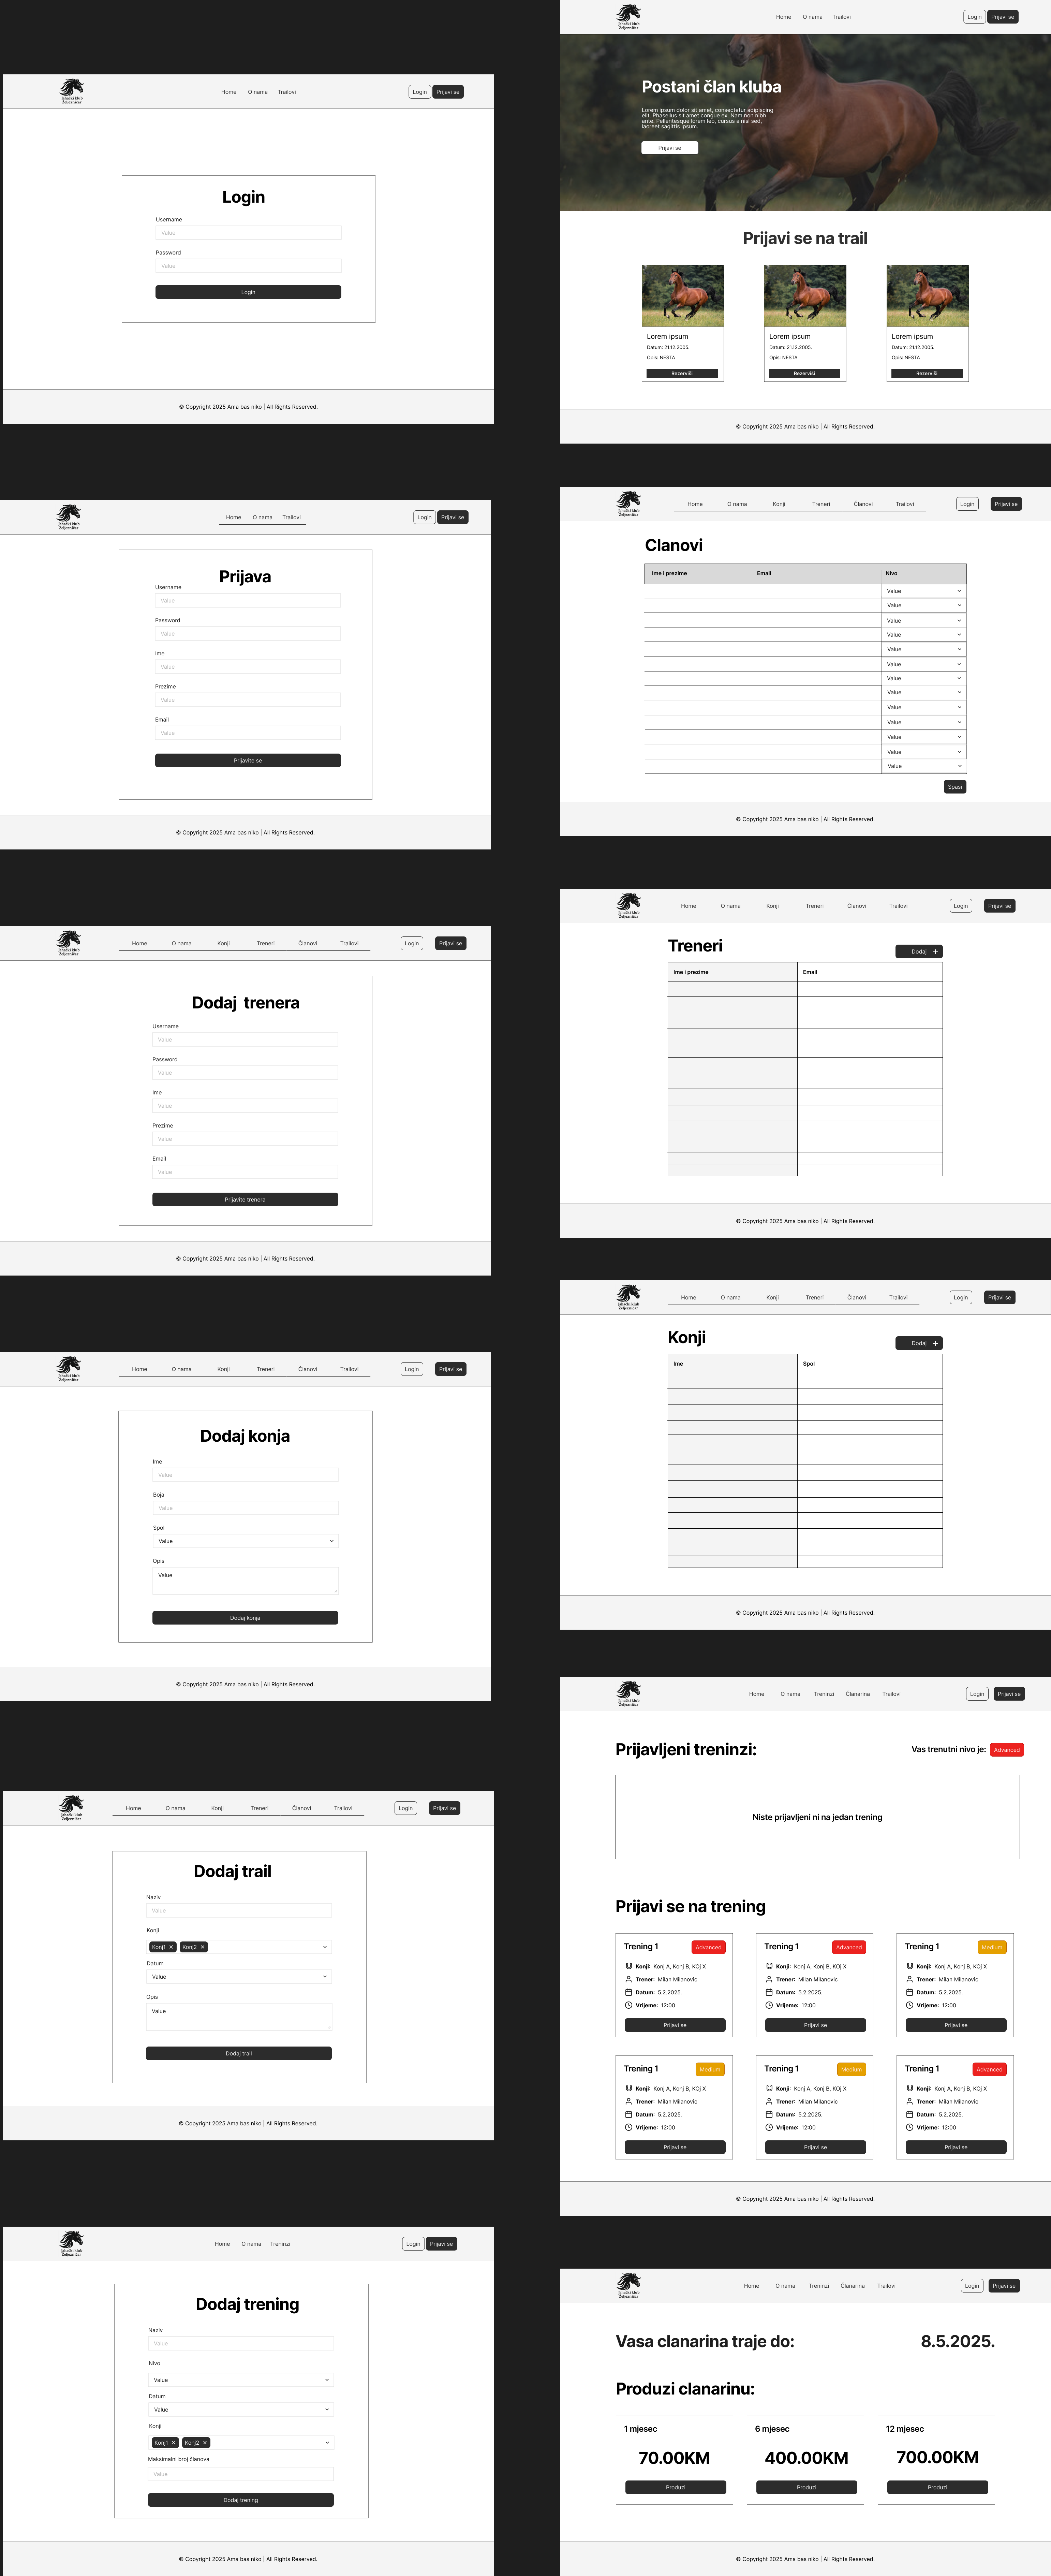 Jahački klub
Željezničar
Home O nama Trailovi
Login Prijavi se
Login
Username
Value
Password
Value
Login
© Copyright 2025 Ama bas niko | All Rights Reserved.
Jahački klub
Željezničar
Home O nama Trailovi
Login Prijavi se
Prijava
Username
Value
Password
Value
Ime
Value
Prezime
Value
Email
Value
Prijavite se
© Copyright 2025 Ama bas niko | All Rights Reserved.
Jahački klub
Željezničar
Home O nama Konji Treneri Članovi Trailovi
Login Prijavi se
Dodaj trenera
Username
Value
Password
Value
Ime
Value
Prezime
Value
Email
Value
Prijavite trenera
© Copyright 2025 Ama bas niko | All Rights Reserved.
Jahački klub
Željezničar
Home O nama Konji Treneri Članovi Trailovi
Login Prijavi se
Dodaj konja
Ime
Value
Boja
Value
Spol
Value
Opis
Value
Dodaj konja
© Copyright 2025 Ama bas niko | All Rights Reserved.
Jahački klub
Željezničar
Home O nama Konji Treneri Članovi Trailovi
Login Prijavi se
Dodaj trail
Naziv
Value
Konji
Konj1 Konj2
Datum
Value
Opis
Value
Dodaj trail
© Copyright 2025 Ama bas niko | All Rights Reserved.
Jahački klub
Željezničar
Home O nama Treninzi
Login Prijavi se
Dodaj trening
Naziv
Value
Nivo
Value
Datum
Value
Konji
Konj1 Konj2
Maksimalni broj članova
Value
Dodaj trening
© Copyright 2025 Ama bas niko | All Rights Reserved.
Jahački klub
Željezničar
Home O nama Trailovi
Login Prijavi se
Postani član kluba
Lorem ipsum dolor sit amet, consectetur adipiscing
elit. Phasellus sit amet congue ex. Nam non nibh
ante. Pellentesque lorem leo, cursus a nisl sed,
laoreet sagittis ipsum.
Prijavi se
Prijavi se na trail
Lorem ipsum Lorem ipsum Lorem ipsum
Datum: 21.12.2005. Datum: 21.12.2005. Datum: 21.12.2005.
Opis: NESTA Opis: NESTA Opis: NESTA
Rezerviši Rezerviši Rezerviši
© Copyright 2025 Ama bas niko | All Rights Reserved.
Jahački klub
Željezničar
Home O nama Konji Treneri Članovi Trailovi
Login Prijavi se
Clanovi
Ime i prezime Email Nivo
Value
Value
Value
Value
Value
Value
Value
Value
Value
Value
Value
Value
Value
Spasi
© Copyright 2025 Ama bas niko | All Rights Reserved.
Jahački klub
Željezničar
Home O nama Konji Treneri Članovi Trailovi
Login Prijavi se
Treneri
Dodaj
Ime i prezime Email
© Copyright 2025 Ama bas niko | All Rights Reserved.
Jahački klub
Željezničar
Home O nama Konji Treneri Članovi Trailovi
Login Prijavi se
Konji
Dodaj
Ime Spol
© Copyright 2025 Ama bas niko | All Rights Reserved.
Jahački klub
Željezničar
Home O nama Treninzi Članarina Trailovi
Login Prijavi se
Prijavljeni treninzi:
Vas trenutni nivo je: Advanced
Niste prijavljeni ni na jedan trening
Prijavi se na trening
Trening 1 Advanced Trening 1 Advanced Trening 1 Medium
Konji: Konj A, Konj B, KOj X Konji: Konj A, Konj B, KOj X Konji: Konj A, Konj B, KOj X
Trener: Milan Milanovic Trener: Milan Milanovic Trener: Milan Milanovic
Datum: 5.2.2025. Datum: 5.2.2025. Datum: 5.2.2025.
Vrijeme: 12:00 Vrijeme: 12:00 Vrijeme: 12:00
Prijavi se Prijavi se Prijavi se
Trening 1 Medium Trening 1 Medium Trening 1 Advanced
Konji: Konj A, Konj B, KOj X Konji: Konj A, Konj B, KOj X Konji: Konj A, Konj B, KOj X
Trener: Milan Milanovic Trener: Milan Milanovic Trener: Milan Milanovic
Datum: 5.2.2025. Datum: 5.2.2025. Datum: 5.2.2025.
Vrijeme: 12:00 Vrijeme: 12:00 Vrijeme: 12:00
Prijavi se Prijavi se Prijavi se
© Copyright 2025 Ama bas niko | All Rights Reserved.
Jahački klub
Željezničar
Home O nama Treninzi Članarina Trailovi
Login Prijavi se
Vasa clanarina traje do: 8.5.2025.
Produzi clanarinu:
1 mjesec 6 mjesec 12 mjesec
70.00KM 400.00KM 700.00KM
Produzi Produzi Produzi
© Copyright 2025 Ama bas niko | All Rights Reserved.